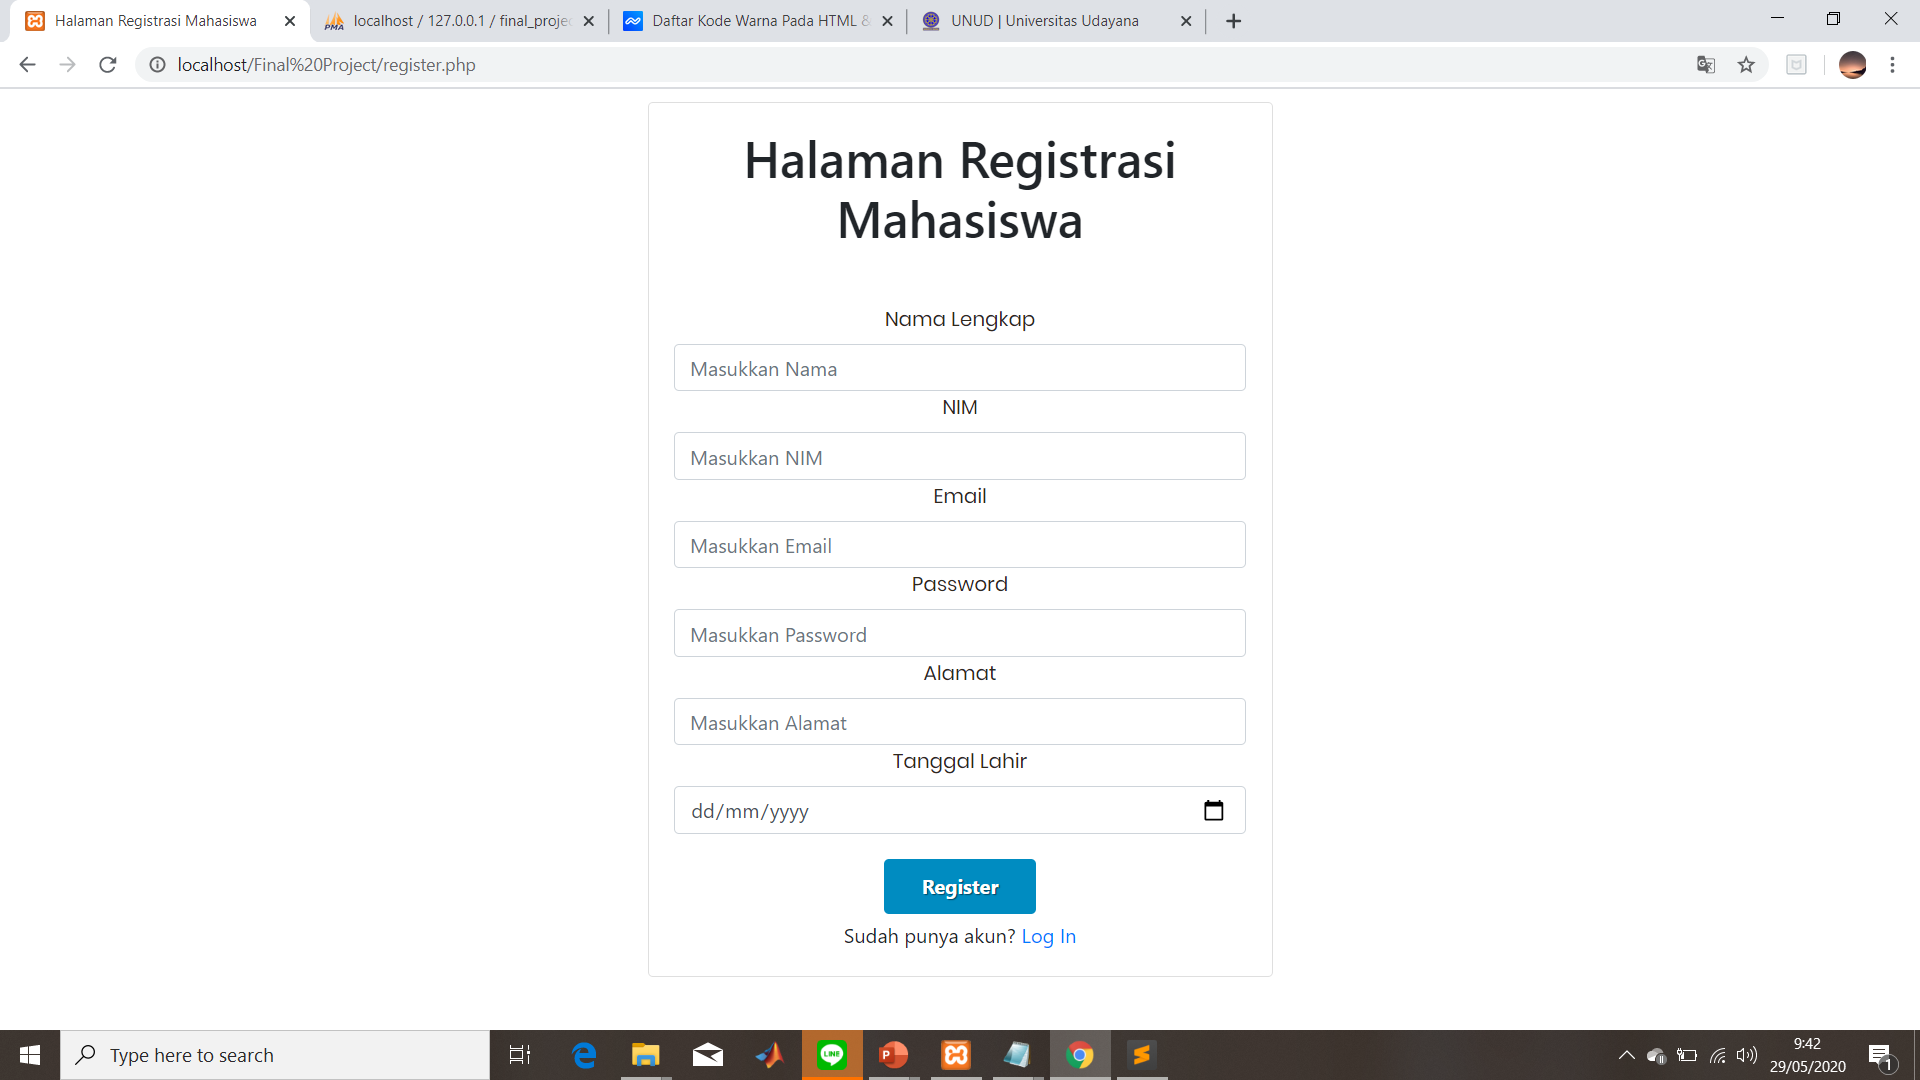 Halaman Registrasi Mahasiswa
localhost / 127.0.0.1 / final_proje
Daftar Kode Warna Pada HTML &
UNUD | Universitas Udayana
localhost/Final%20Project/register.php
Halaman Registrasi
Mahasiswa
Nama Lengkap
Masukkan Nama
NIM
Masukkan NIM
Email
Masukkan Email
Password
Masukkan Password
Alamat
Masukkan Alamat
Tanggal Lahir
dd/mm/yyyy
Register
Sudah punya akun? Log In
Type here to search
LINE
9:42
29/05/2020
1